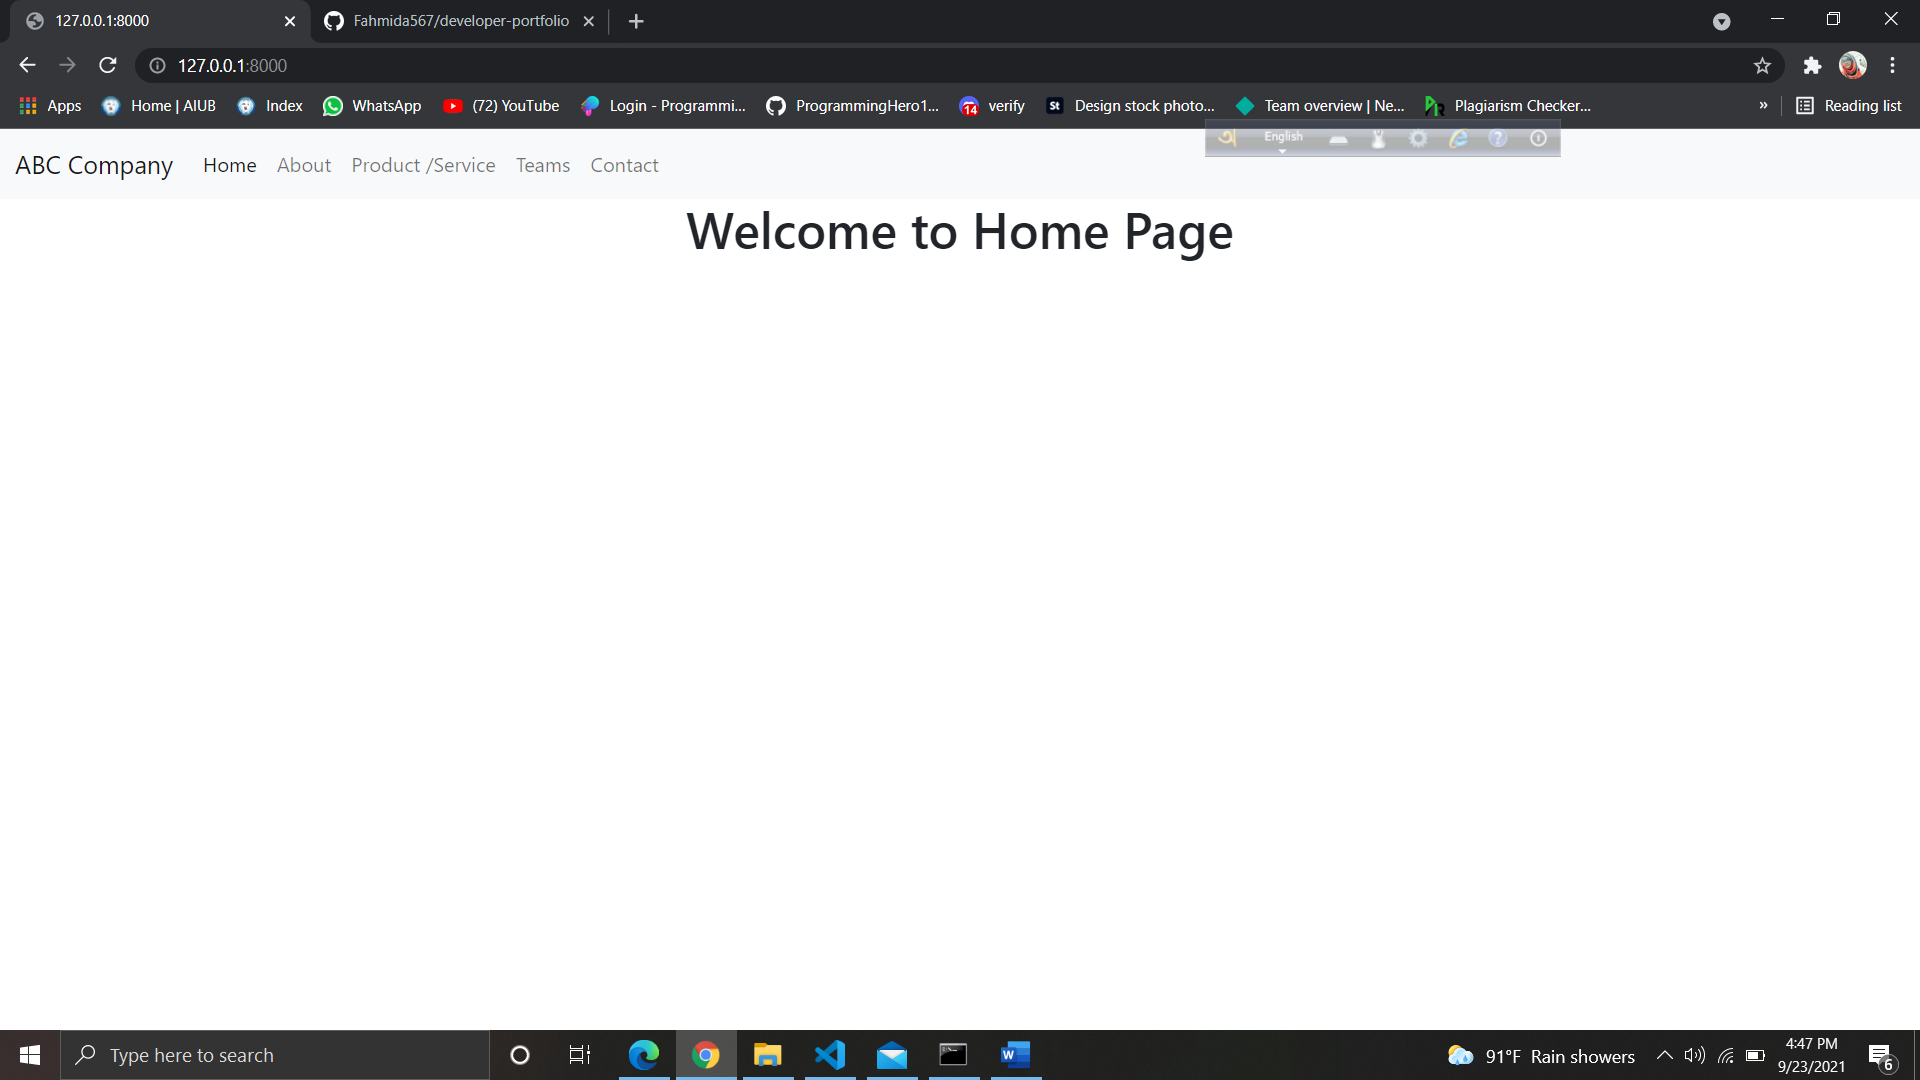 127.0.0.1:8000
Fahmida567/developer-portfolio
127.0.0.1:8000
Apps
Home | AIUB
Index
WhatsApp
(72) YouTube
Login - Programmi...
ProgrammingHero1...
14
verify
St
Design stock photo...
Team overview | Ne...
Plagiarism Checker...
»
Reading list
English
ABC Company
Home
About
Product /Service
Teams
Contact
Welcome to Home Page
Type here to search
W
91°F Rain showers
4:47 PM
9/23/2021
6